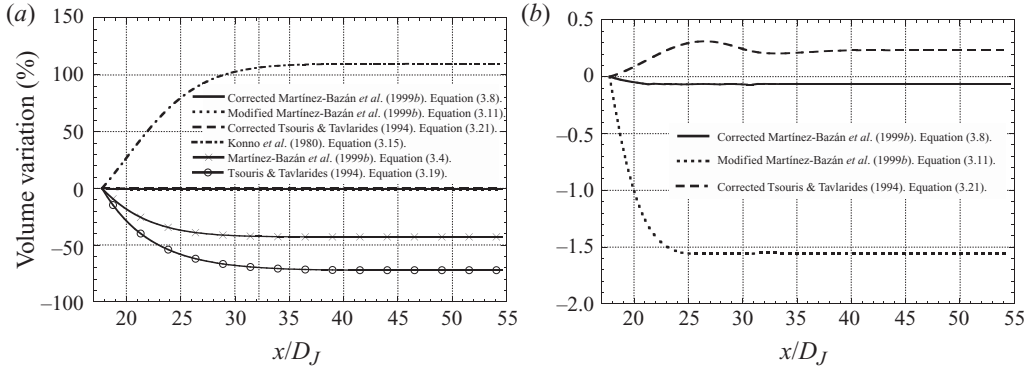 (a)
150
100
50
0
–50
–100
Volume variation (%)
Corrected Martínez-Bazán et al. (1999b). Equation (3.8).
Modified Martínez-Bazán et al. (1999b). Equation (3.11).
Corrected Tsouris & Tavlarides (1994). Equation (3.21).
Konno et al. (1980). Equation (3.15).
Martínez-Bazán et al. (1999b). Equation (3.4).
Tsouris & Tavlarides (1994). Equation (3.19).
20 25 30 35 40 45 50 55
x/D_J
(b)
0.5
0
–0.5
–1.0
–1.5
–2.0
Corrected Martínez-Bazán et al. (1999b). Equation (3.8).
Modified Martínez-Bazán et al. (1999b). Equation (3.11).
Corrected Tsouris & Tavlarides (1994). Equation (3.21).
20 25 30 35 40 45 50 55
x/D_J